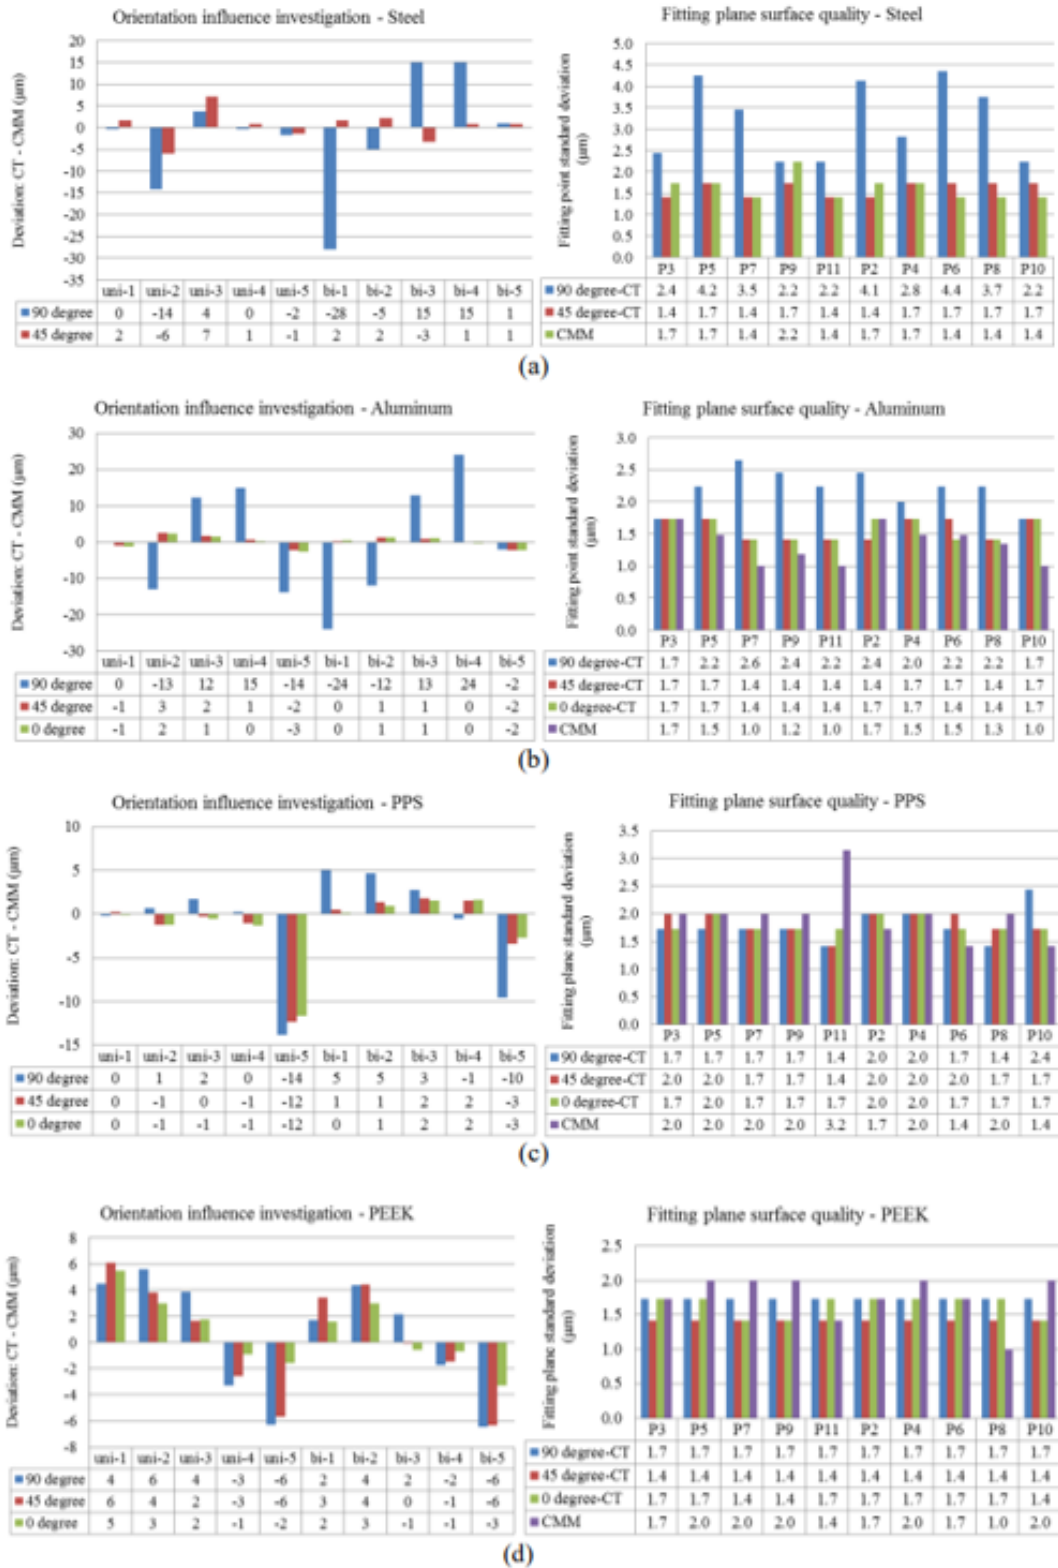 Orientation influence investigation - Steel
Deviation: CT - CMM (µm)
20
15
10
5
0
-5
-10
-15
-20
-25
-30
-35
uni-1 uni-2 uni-3 uni-4 uni-5 bi-1 bi-2 bi-3 bi-4 bi-5
90 degree 0 -14 4 0 -2 -28 -5 15 15 1
45 degree 2 -6 7 1 -1 2 2 -3 1 1
Fitting plane surface quality - Steel
Fitting point standard deviation
(µm)
5.0
4.5
4.0
3.5
3.0
2.5
2.0
1.5
1.0
0.5
0.0
P3 P5 P7 P9 P11 P2 P4 P6 P8 P10
90 degree-CT 2.4 4.2 3.5 2.2 2.2 4.1 2.8 4.4 3.7 2.2
45 degree-CT 1.4 1.7 1.4 1.7 1.4 1.4 1.7 1.7 1.7 1.7
CMM 1.7 1.7 1.4 2.2 1.4 1.7 1.7 1.4 1.4 1.4
(a)
Orientation influence investigation - Aluminum
Deviation: CT - CMM (µm)
30
20
10
0
-10
-20
-30
uni-1 uni-2 uni-3 uni-4 uni-5 bi-1 bi-2 bi-3 bi-4 bi-5
90 degree 0 -13 12 15 -14 -24 -12 13 24 -2
45 degree -1 3 2 1 -2 0 1 1 0 -2
0 degree -1 2 1 0 -3 0 1 1 0 -2
Fitting plane surface quality - Aluminum
Fitting point standard deviation
(µm)
3.0
2.5
2.0
1.5
1.0
0.5
0.0
P3 P5 P7 P9 P11 P2 P4 P6 P8 P10
90 degree-CT 1.7 2.2 2.6 2.4 2.2 2.4 2.0 2.2 2.2 1.7
45 degree-CT 1.7 1.7 1.4 1.4 1.4 1.4 1.7 1.7 1.4 1.7
0 degree-CT 1.7 1.7 1.4 1.4 1.4 1.7 1.7 1.4 1.4 1.7
CMM 1.7 1.5 1.0 1.2 1.0 1.7 1.5 1.5 1.3 1.0
(b)
Orientation influence investigation - PPS
Deviation: CT - CMM (µm)
10
5
0
-5
-10
-15
uni-1 uni-2 uni-3 uni-4 uni-5 bi-1 bi-2 bi-3 bi-4 bi-5
90 degree 0 1 2 0 -14 5 5 3 -1 -10
45 degree 0 -1 0 -1 -12 1 1 2 2 -3
0 degree 0 -1 -1 -1 -12 0 1 2 2 -3
Fitting plane surface quality - PPS
Fitting plane standard deviation
(µm)
3.5
3.0
2.5
2.0
1.5
1.0
0.5
0.0
P3 P5 P7 P9 P11 P2 P4 P6 P8 P10
90 degree-CT 1.7 1.7 1.7 1.7 1.4 2.0 2.0 1.7 1.4 2.4
45 degree-CT 2.0 2.0 1.7 1.7 1.4 2.0 2.0 2.0 1.7 1.7
0 degree-CT 1.7 2.0 1.7 1.7 1.7 2.0 2.0 1.7 1.7 1.7
CMM 2.0 2.0 2.0 2.0 3.2 1.7 2.0 1.4 2.0 1.4
(c)
Orientation influence investigation - PEEK
Deviation: CT - CMM (µm)
8
6
4
2
0
-2
-4
-6
-8
uni-1 uni-2 uni-3 uni-4 uni-5 bi-1 bi-2 bi-3 bi-4 bi-5
90 degree 4 6 4 -3 -6 2 4 2 -2 -6
45 degree 6 4 2 -3 -6 3 4 0 -1 -6
0 degree 5 3 2 -1 -2 2 3 -1 -1 -3
Fitting plane surface quality - PEEK
Fitting plane standard deviation
(µm)
2.5
2.0
1.5
1.0
0.5
0.0
P3 P5 P7 P9 P11 P2 P4 P6 P8 P10
90 degree-CT 1.7 1.7 1.7 1.7 1.7 1.7 1.7 1.7 1.7 1.7
45 degree-CT 1.4 1.4 1.4 1.4 1.4 1.4 1.4 1.4 1.4 1.4
0 degree-CT 1.7 1.7 1.4 1.4 1.7 1.7 1.7 1.7 1.7 1.4
CMM 1.7 2.0 2.0 2.0 1.4 1.7 2.0 1.7 1.0 2.0
(d)